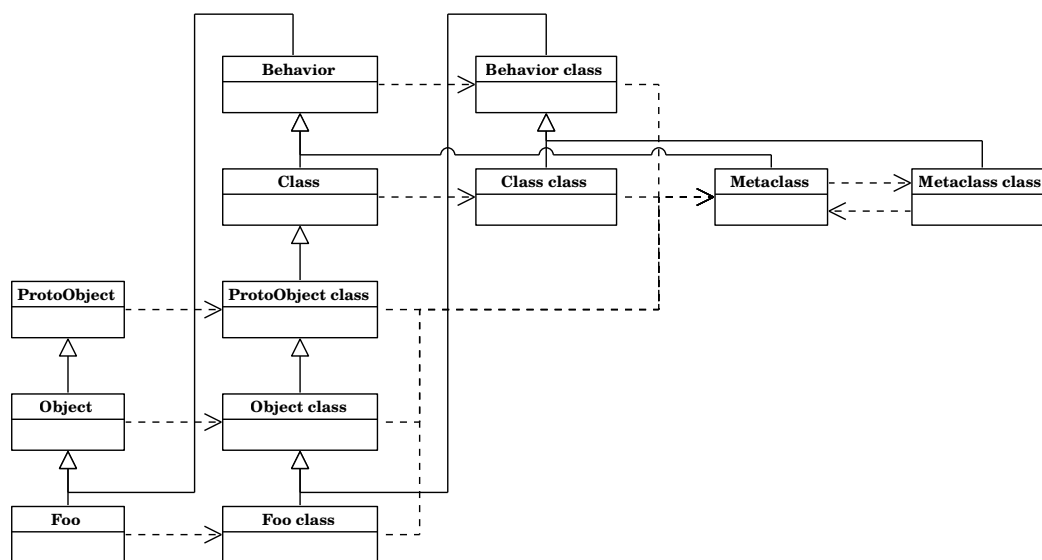 Behavior
Behavior class
Class
Class class
Metaclass
Metaclass class
ProtoObject
ProtoObject class
Object
Object class
Foo
Foo class